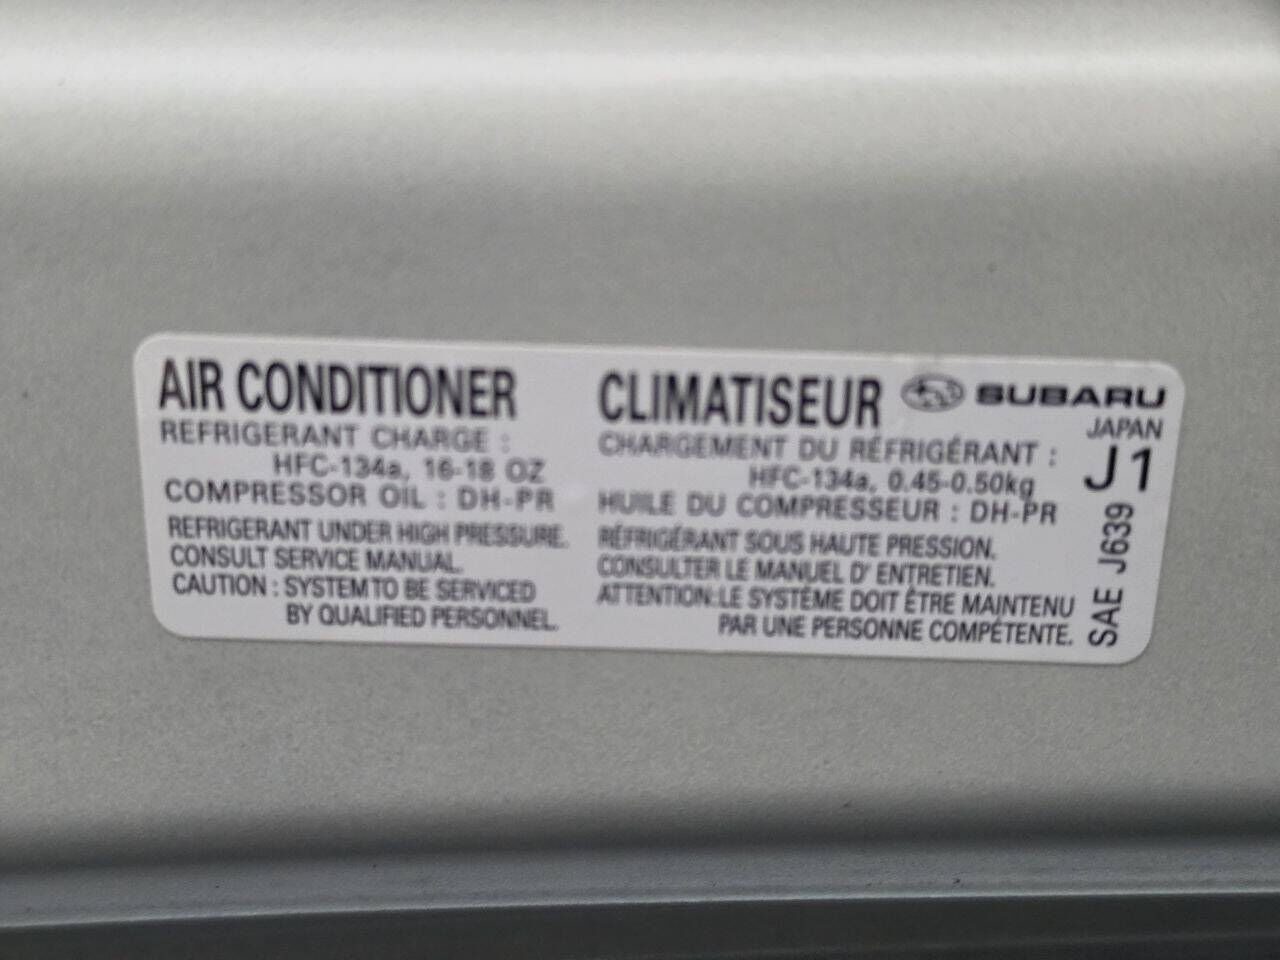 AIR CONDITIONER
REFRIGERANT CHARGE :
HFC-134a, 16-18 OZ
COMPRESSOR OIL : DH-PR
REFRIGERANT UNDER HIGH PRESSURE.
CONSULT SERVICE MANUAL.
CAUTION : SYSTEM TO BE SERVICED
BY QUALIFIED PERSONNEL.
CLIMATISEUR
CHARGEMENT DU RÉFRIGÉRANT :
HFC-134a, 0.45-0.50kg
HUILE DU COMPRESSEUR : DH-PR
RÉFRIGÉRANT SOUS HAUTE PRESSION.
CONSULTER LE MANUEL D' ENTRETIEN.
ATTENTION:LE SYSTÈME DOIT ÊTRE MAINTENU
PAR UNE PERSONNE COMPÉTENTE.
SUBARU
JAPAN
J1
SAE J639